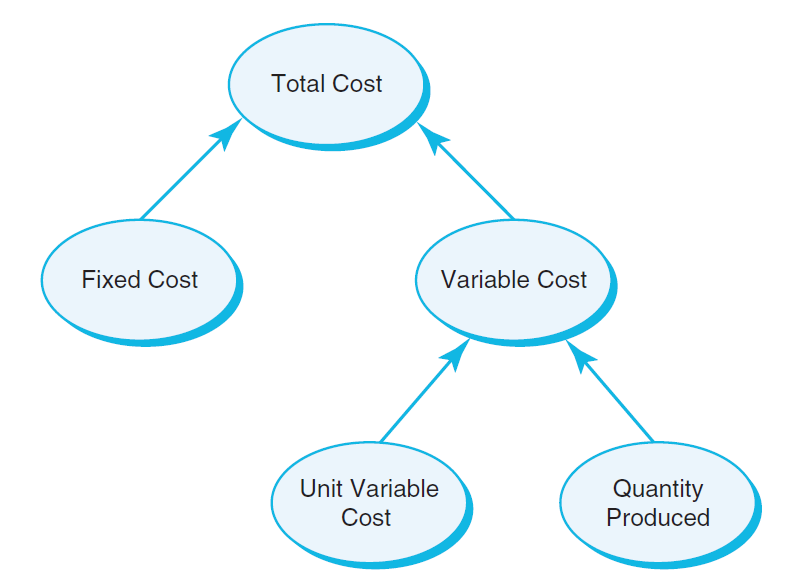 Total Cost
Fixed Cost
Variable Cost
Unit Variable
Cost
Quantity
Produced